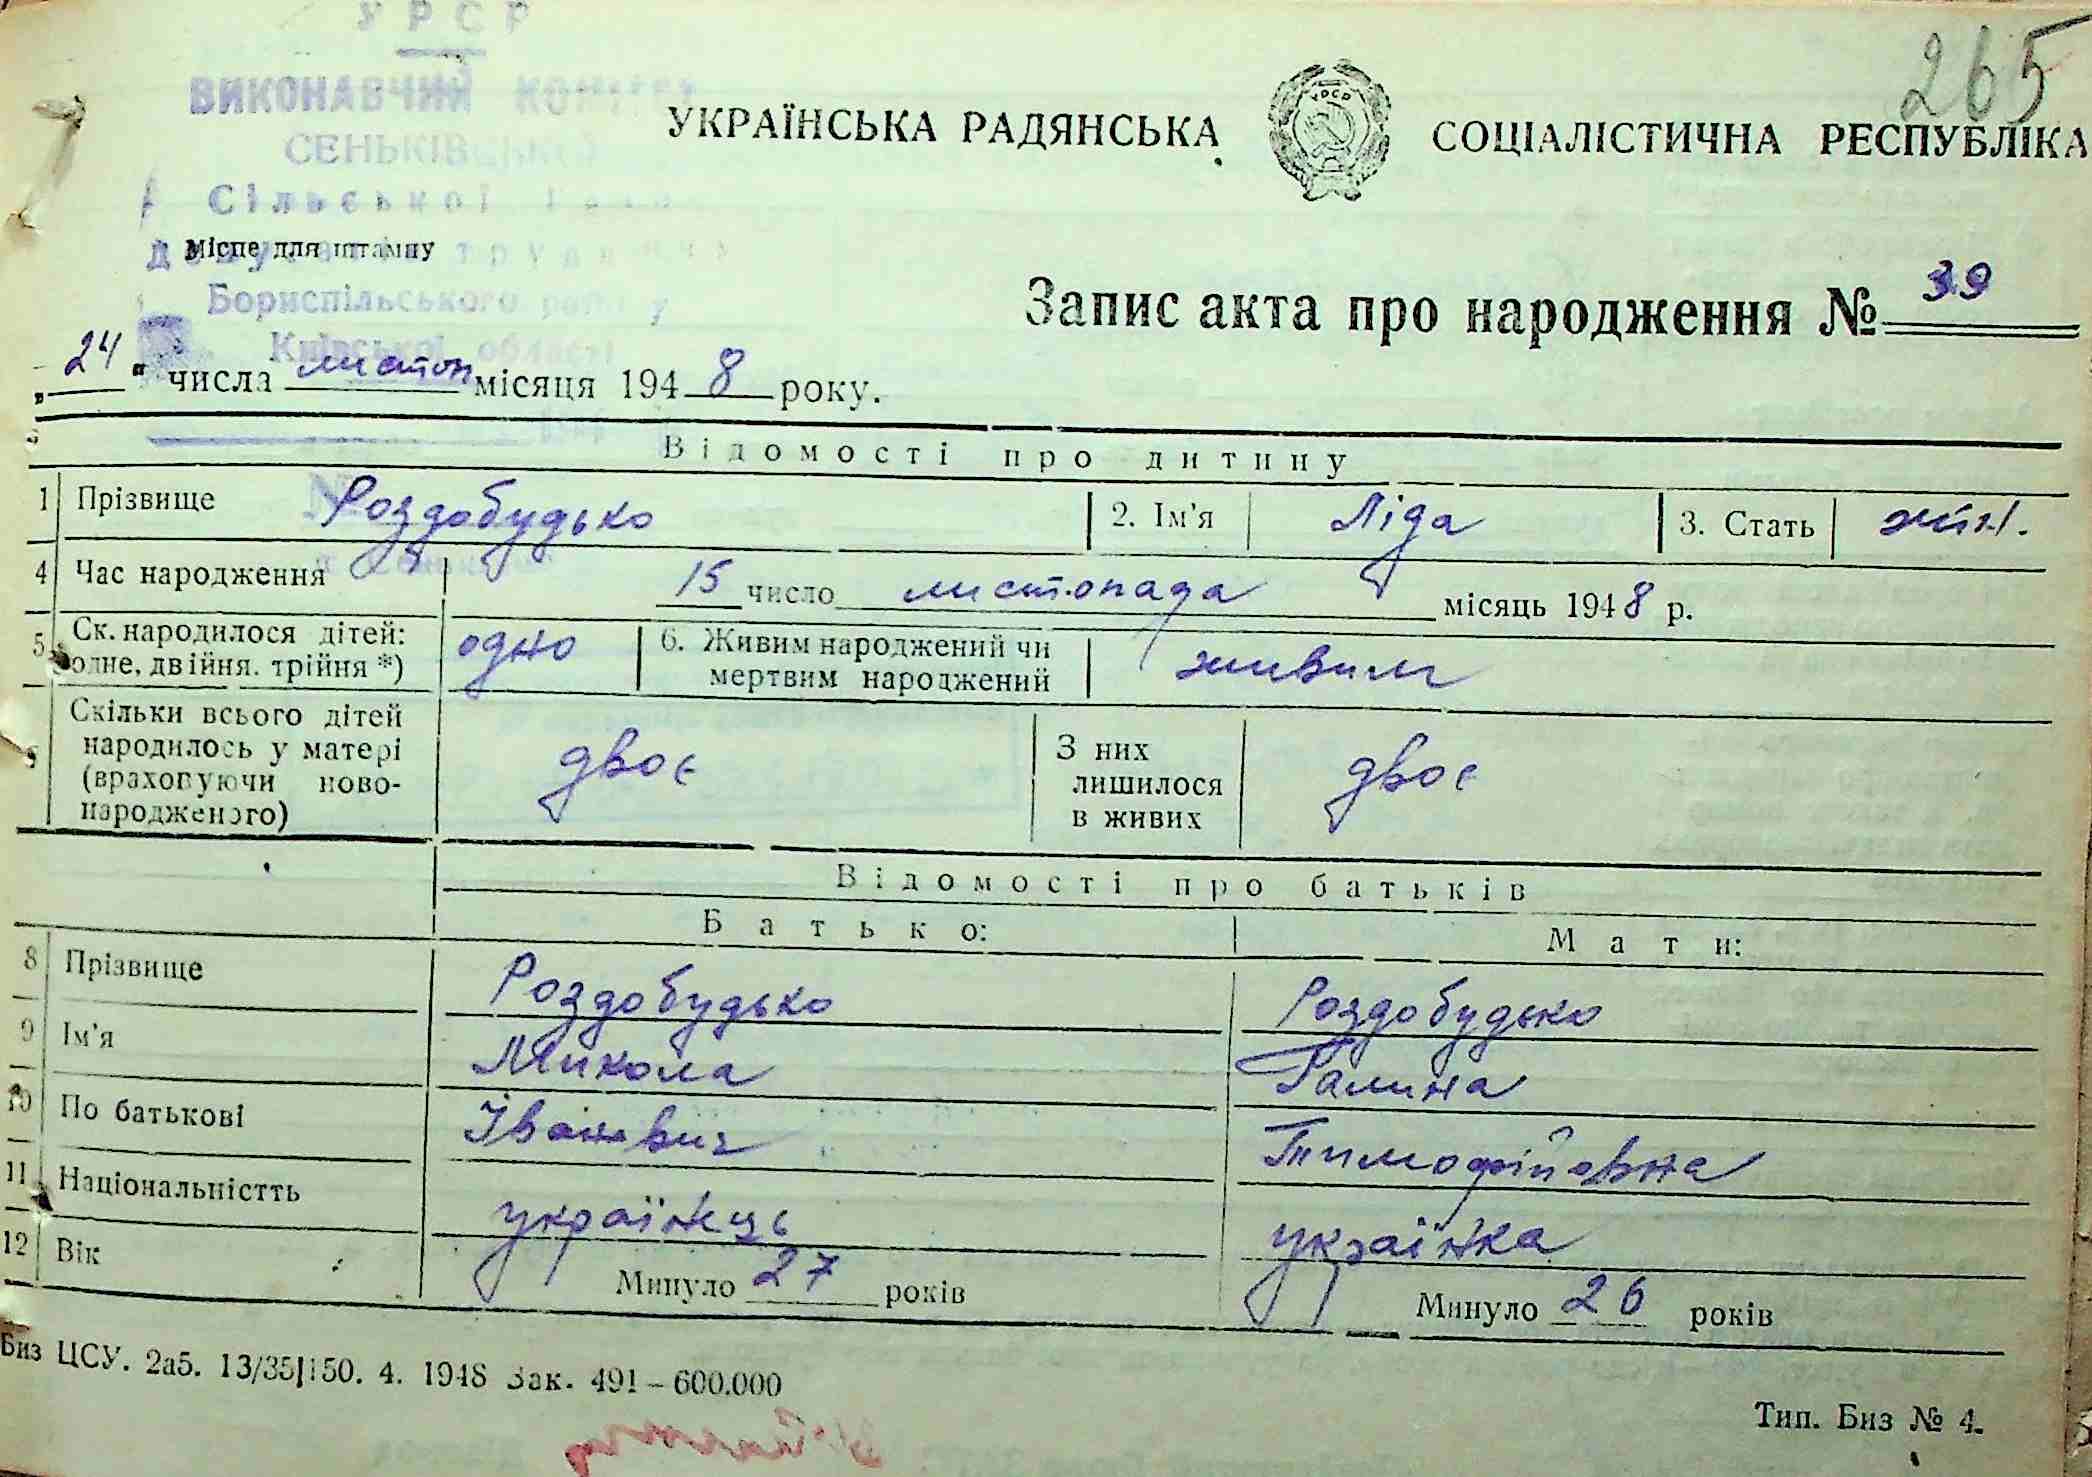 УРСР
265
ВИКОНАВЧИЙ КОМІТЕТ
УКРАЇНСЬКА РАДЯНСЬКА СОЦІАЛІСТИЧНА РЕСПУБЛІКА
СЕНЬКІВСЬКОЇ
Сільської
Місце для штампу
Бориспільського району
Київської області
Запис акта про народження № 39
„24“ числа листоп місяця 1948 року.
Відомості про дитину
1 Прізвище Роздобудько 2. Ім'я Ліда 3. Стать жін.
4 Час народження 15 число листопада місяць 1948 р.
5 Ск. народилося дітей: одне, двійня. трійня *) одно 6. Живим народжений чи мертвим народжений живим
Скільки всього дітей народилось у матері (враховуючи ново-народженого) двоє З них лишилося в живих двоє
Відомості про батьків
Батько: Мати:
8 Прізвище Роздобудько Роздобудько
9 Ім'я Микола Галина
10 По батькові Іванович Тимофійовна
11 Національністть українець українка
12 Вік Минуло 27 років Минуло 26 років
Биз ЦСУ. 2а5. 13/35|150. 4. 1948 Зак. 491 – 600.000
Тип. Биз № 4.